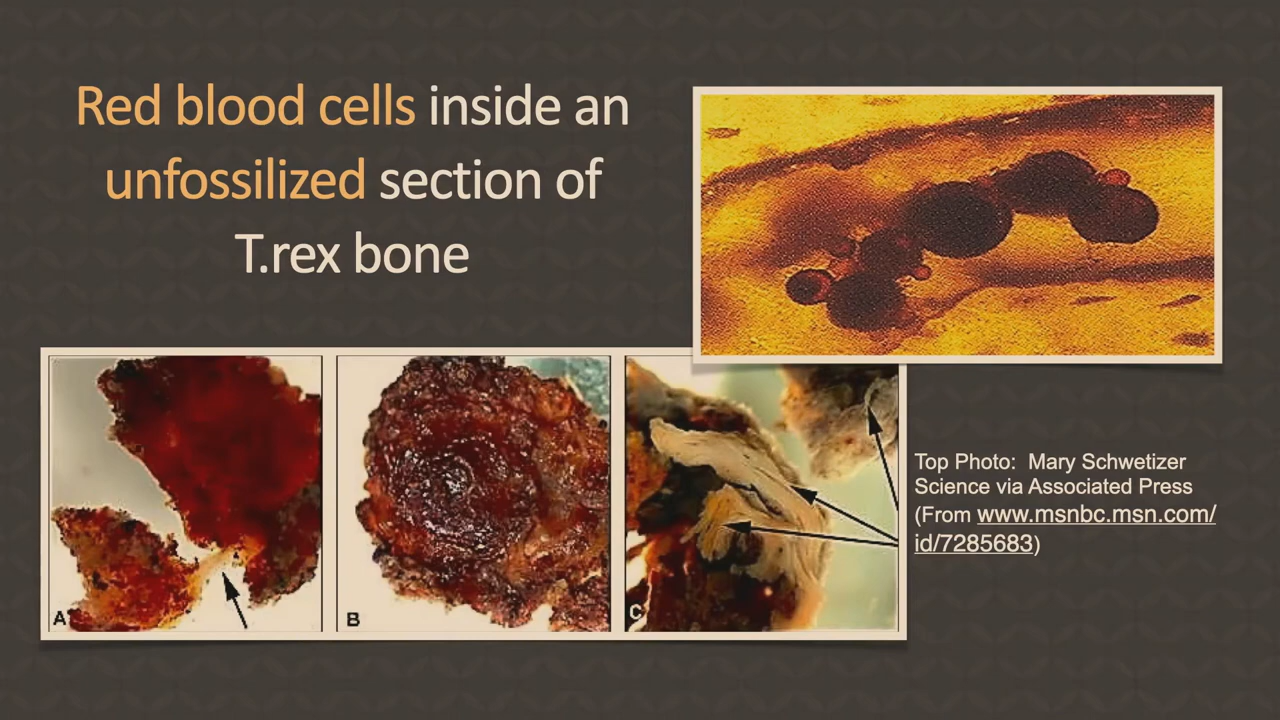 Red blood cells inside an
unfossilized section of
T.rex bone
A
B
C
Top Photo:  Mary Schwetizer
Science via Associated Press
(From www.msnbc.msn.com/
id/7285683)